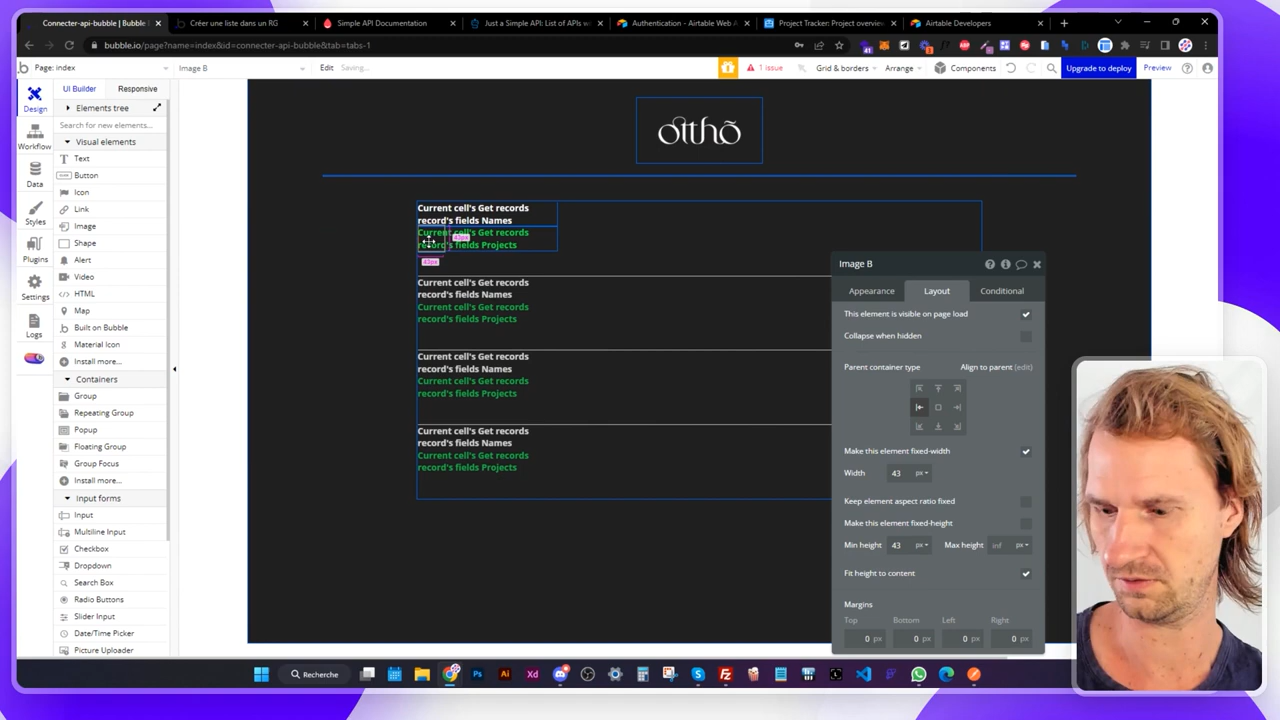 Connecter-api-bubble | Bubble
Créer une liste dans un RG
Simple API Documentation
Just a Simple API: List of APIs w
Authentication - Airtable Web A
Project Tracker: Project overview
Airtable Developers
bubble.io/page?name=index&id=connecter-api-bubble&tab=tabs-1
Page: index
Image B
Edit
Saving...
1 issue
Grid & borders
Arrange
Components
Upgrade to deploy
Preview
Design
Workflow
Data
Styles
Plugins
Settings
Logs
UI Builder
Responsive
Elements tree
Search for new elements...
Visual elements
Text
Button
Icon
Link
Image
Shape
Alert
Video
HTML
Map
Built on Bubble
Material Icon
Install more...
Containers
Group
Repeating Group
Popup
Floating Group
Group Focus
Install more...
Input forms
Input
Multiline Input
Checkbox
Dropdown
Search Box
Radio Buttons
Slider Input
Date/Time Picker
Picture Uploader
otthõ
Current cell's Get records
record's fields Names
Current cell's Get records
record's fields Projects
Current cell's Get records
record's fields Names
Current cell's Get records
record's fields Projects
Current cell's Get records
record's fields Names
Current cell's Get records
record's fields Projects
Current cell's Get records
record's fields Names
Current cell's Get records
record's fields Projects
Image B
Appearance
Layout
Conditional
This element is visible on page load
Collapse when hidden
Parent container type
Align to parent (edit)
Make this element fixed-width
Width 43 px
Keep element aspect ratio fixed
Make this element fixed-height
Min height 43 px Max height inf px
Fit height to content
Margins
Top Bottom Left Right
0 px 0 px 0 px 0 px
Recherche